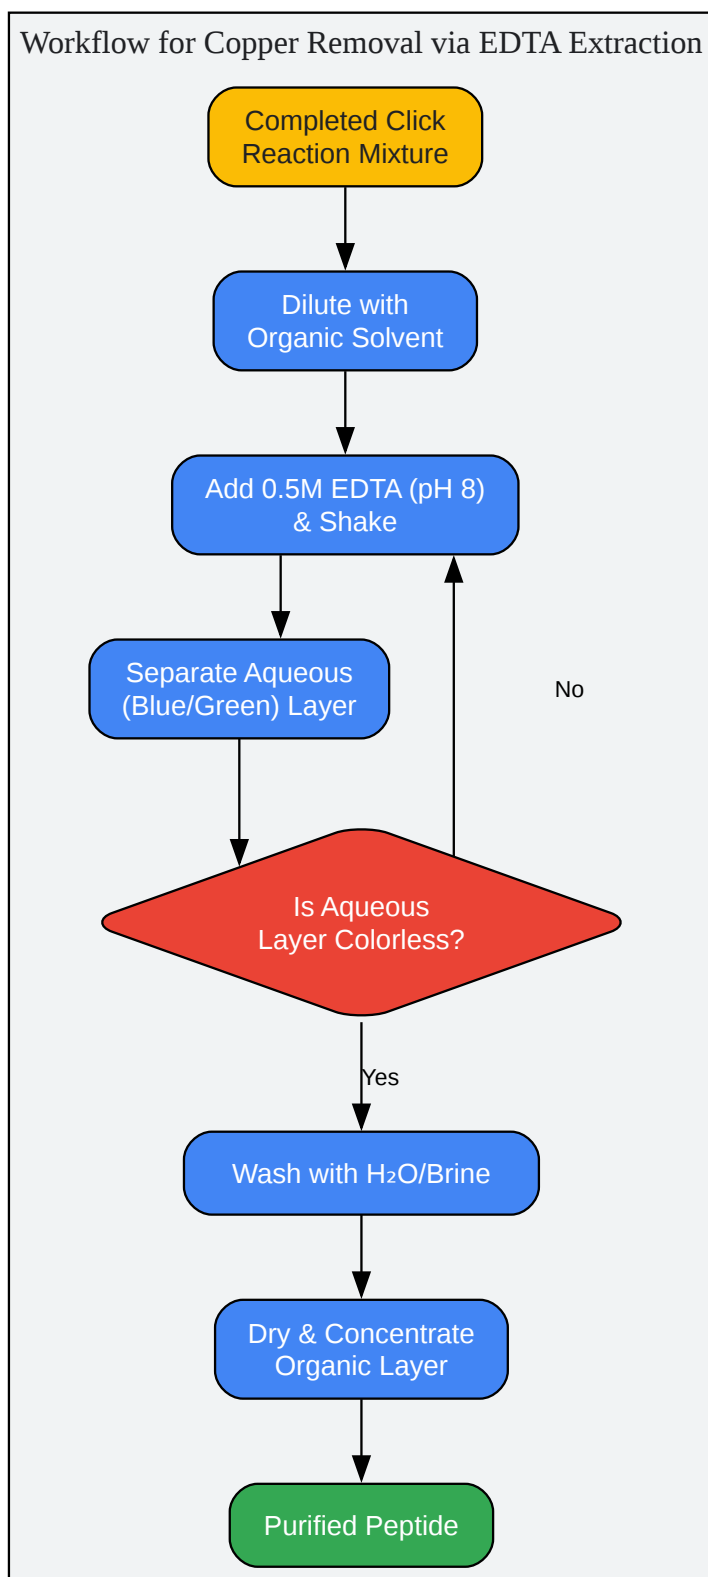 Workflow for Copper Removal via EDTA Extraction
Completed Click
Reaction Mixture
Dilute with
Organic Solvent
Add 0.5M EDTA (pH 8)
& Shake
Separate Aqueous
(Blue/Green) Layer
No
Is Aqueous
Layer Colorless?
Yes
Wash with H₂O/Brine
Dry & Concentrate
Organic Layer
Purified Peptide